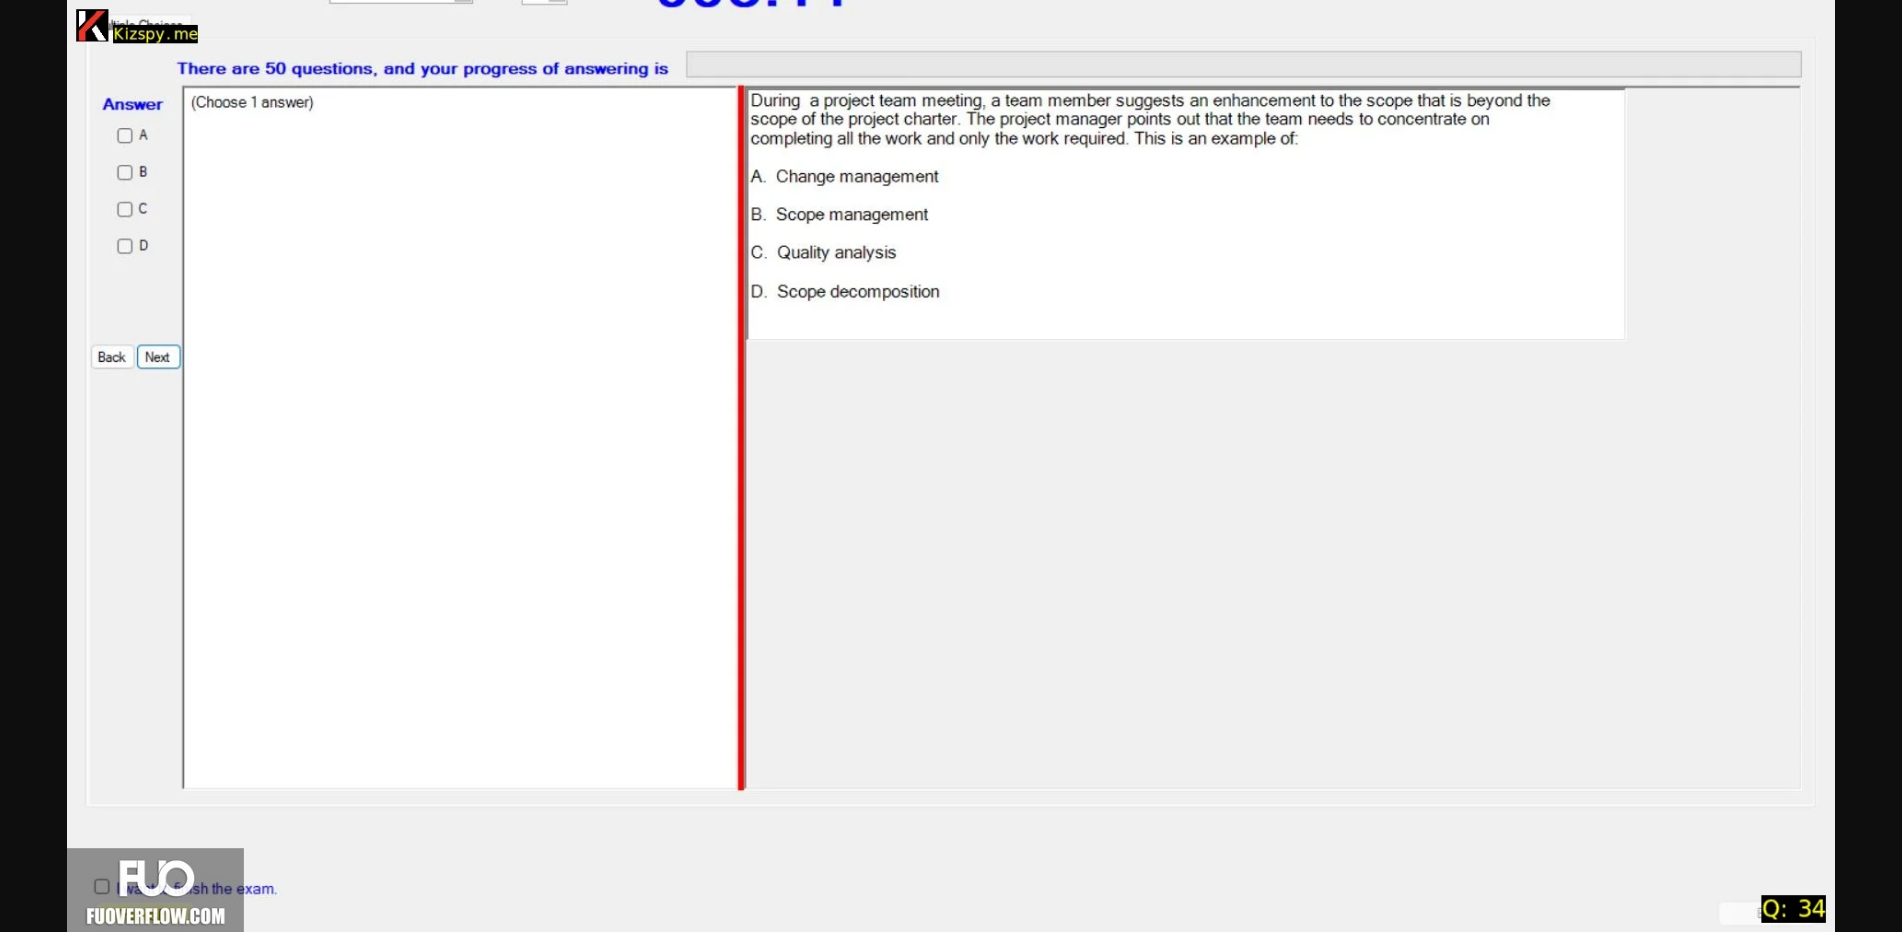 Kizspy.me
There are 50 questions, and your progress of answering is
Answer
(Choose 1 answer)
A
B
C
D
Back Next
During a project team meeting, a team member suggests an enhancement to the scope that is beyond the
scope of the project charter. The project manager points out that the team needs to concentrate on
completing all the work and only the work required. This is an example of:
A. Change management
B. Scope management
C. Quality analysis
D. Scope decomposition
FUO
the exam.
FUOVERFLOW.COM
Q: 34